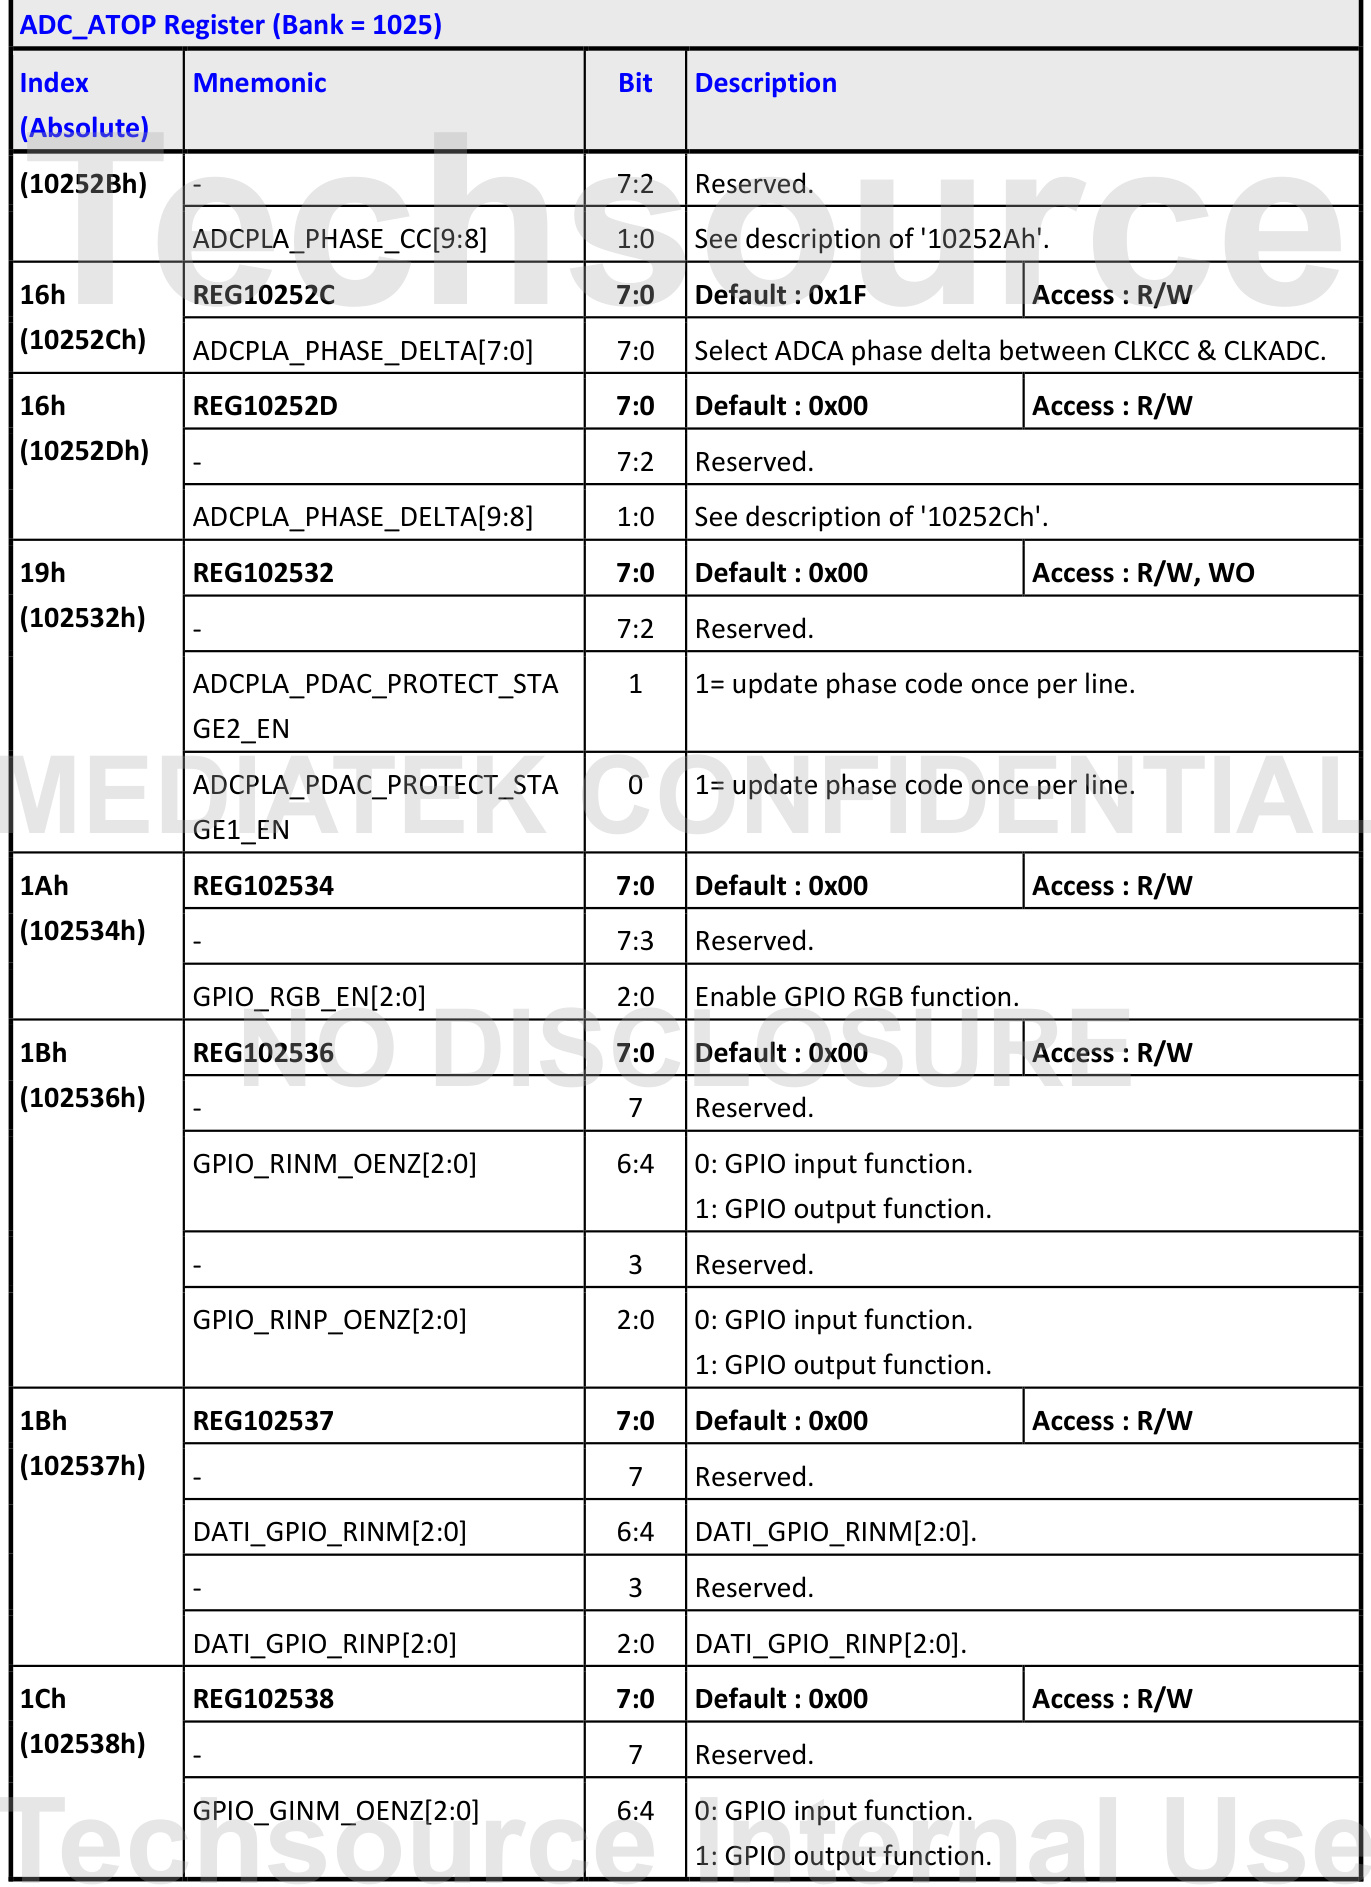 ADC_ATOP Register (Bank = 1025)
Index (Absolute) Mnemonic Bit Description
(10252Bh) - 7:2 Reserved.
ADCPLA_PHASE_CC[9:8] 1:0 See description of '10252Ah'.
Techsource
16h (10252Ch) REG10252C 7:0 Default : 0x1F Access : R/W
ADCPLA_PHASE_DELTA[7:0] 7:0 Select ADCA phase delta between CLKCC & CLKADC.
16h (10252Dh) REG10252D 7:0 Default : 0x00 Access : R/W
- 7:2 Reserved.
ADCPLA_PHASE_DELTA[9:8] 1:0 See description of '10252Ch'.
19h (102532h) REG102532 7:0 Default : 0x00 Access : R/W, WO
- 7:2 Reserved.
ADCPLA_PDAC_PROTECT_STA 1 1= update phase code once per line.
GE2_EN
MEDIATEK CONFIDENTIAL
ADCPLA_PDAC_PROTECT_STA 0 1= update phase code once per line.
GE1_EN
1Ah (102534h) REG102534 7:0 Default : 0x00 Access : R/W
- 7:3 Reserved.
GPIO_RGB_EN[2:0] 2:0 Enable GPIO RGB function.
NO DISCLOSURE
1Bh (102536h) REG102536 7:0 Default : 0x00 Access : R/W
- 7 Reserved.
GPIO_RINM_OENZ[2:0] 6:4 0: GPIO input function.
1: GPIO output function.
- 3 Reserved.
GPIO_RINP_OENZ[2:0] 2:0 0: GPIO input function.
1: GPIO output function.
1Bh (102537h) REG102537 7:0 Default : 0x00 Access : R/W
- 7 Reserved.
DATI_GPIO_RINM[2:0] 6:4 DATI_GPIO_RINM[2:0].
- 3 Reserved.
DATI_GPIO_RINP[2:0] 2:0 DATI_GPIO_RINP[2:0].
1Ch (102538h) REG102538 7:0 Default : 0x00 Access : R/W
- 7 Reserved.
GPIO_GINM_OENZ[2:0] 6:4 0: GPIO input function.
1: GPIO output function.
Techsource Internal Use